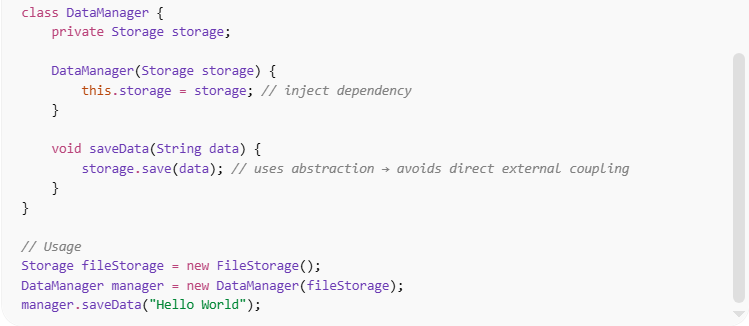 class DataManager {
    private Storage storage;

    DataManager(Storage storage) {
        this.storage = storage; // inject dependency
    }

    void saveData(String data) {
        storage.save(data); // uses abstraction → avoids direct external coupling
    }
}

// Usage
Storage fileStorage = new FileStorage();
DataManager manager = new DataManager(fileStorage);
manager.saveData("Hello World");